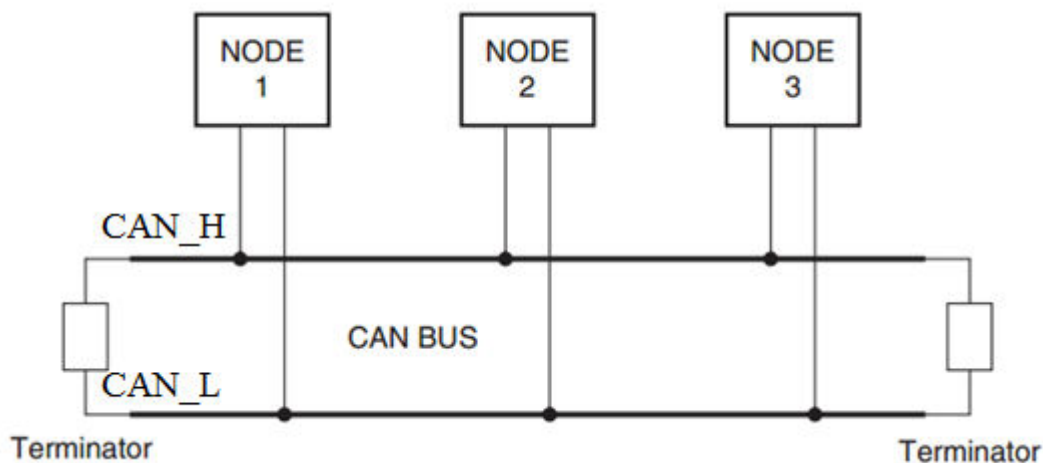 NODE
1
NODE
2
NODE
3
CAN_H
CAN BUS
CAN_L
Terminator
Terminator